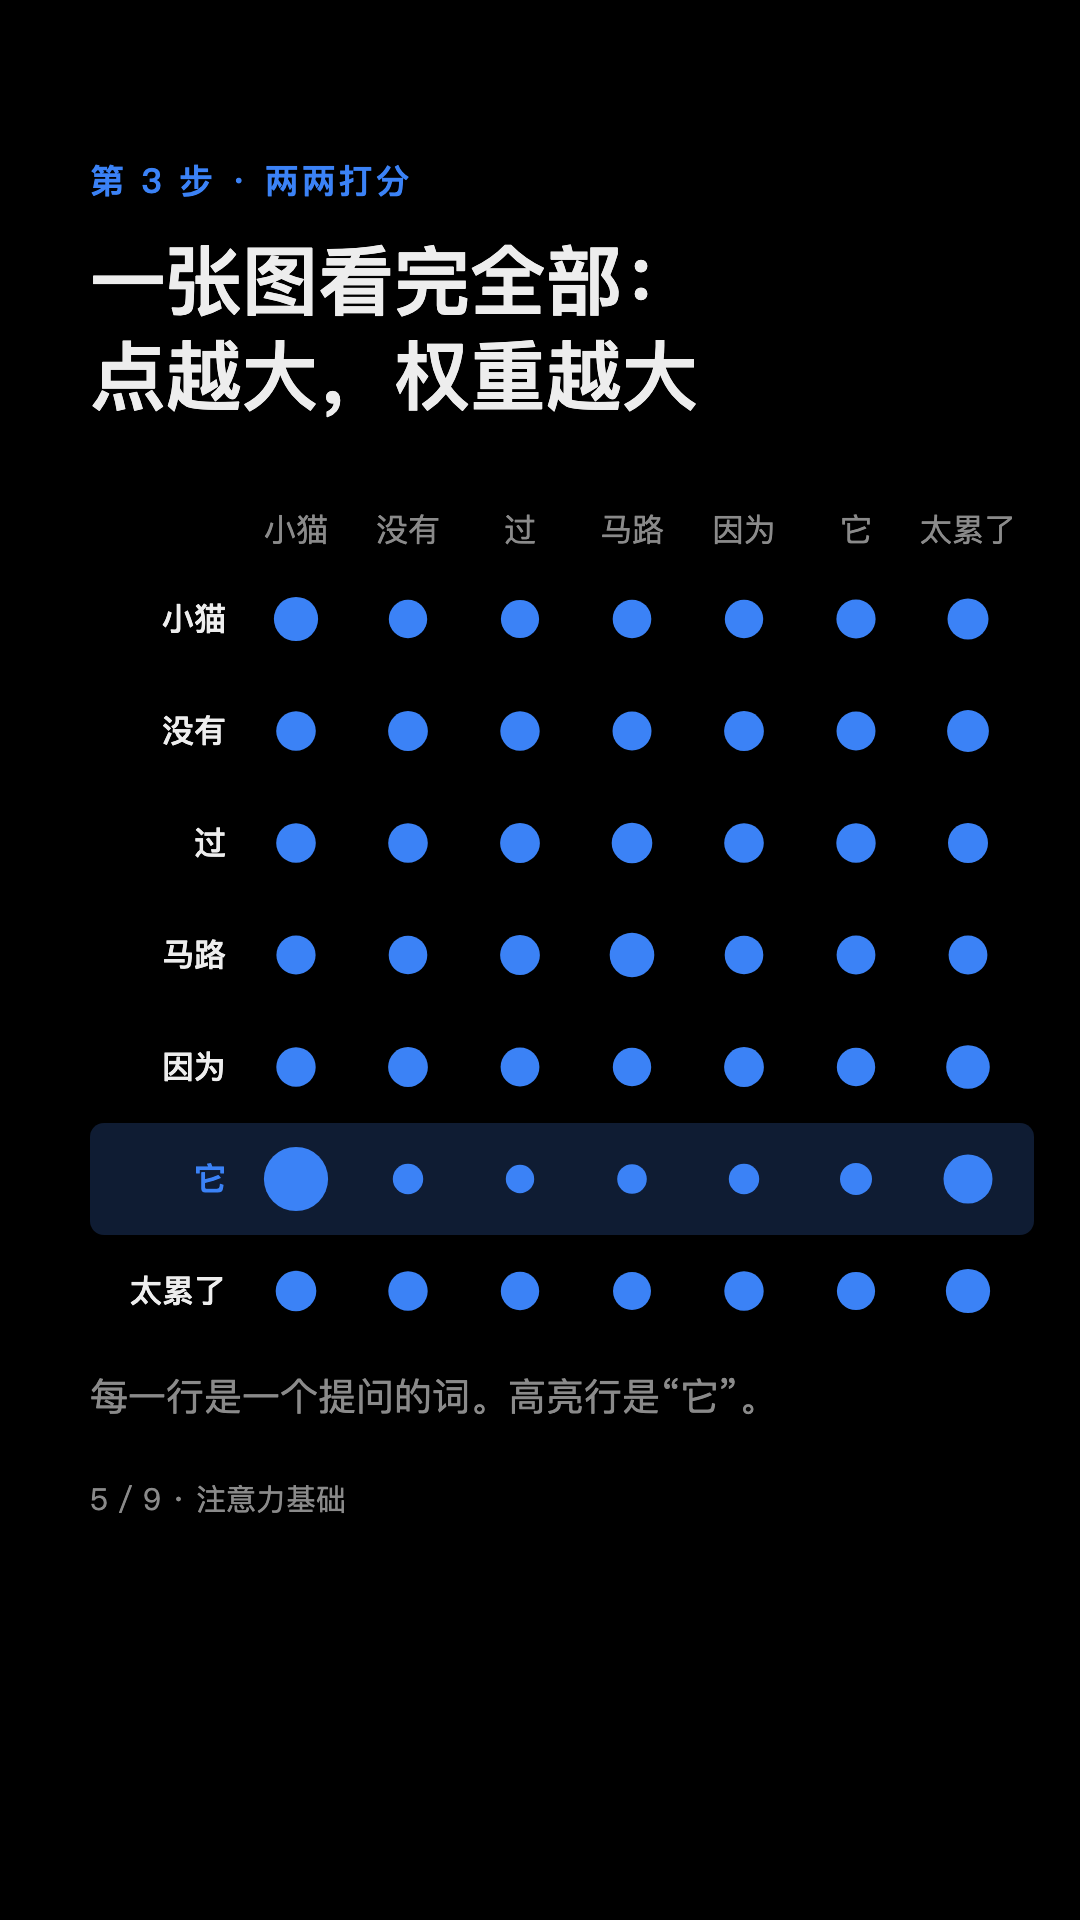 第 3 步 · 两两打分
一张图看完全部：
点越大，权重越大
小猫 没有 过 马路 因为 它 太累了
小猫
没有
过
马路
因为
它
太累了
每一行是一个提问的词。高亮行是“它”。
5 / 9 · 注意力基础